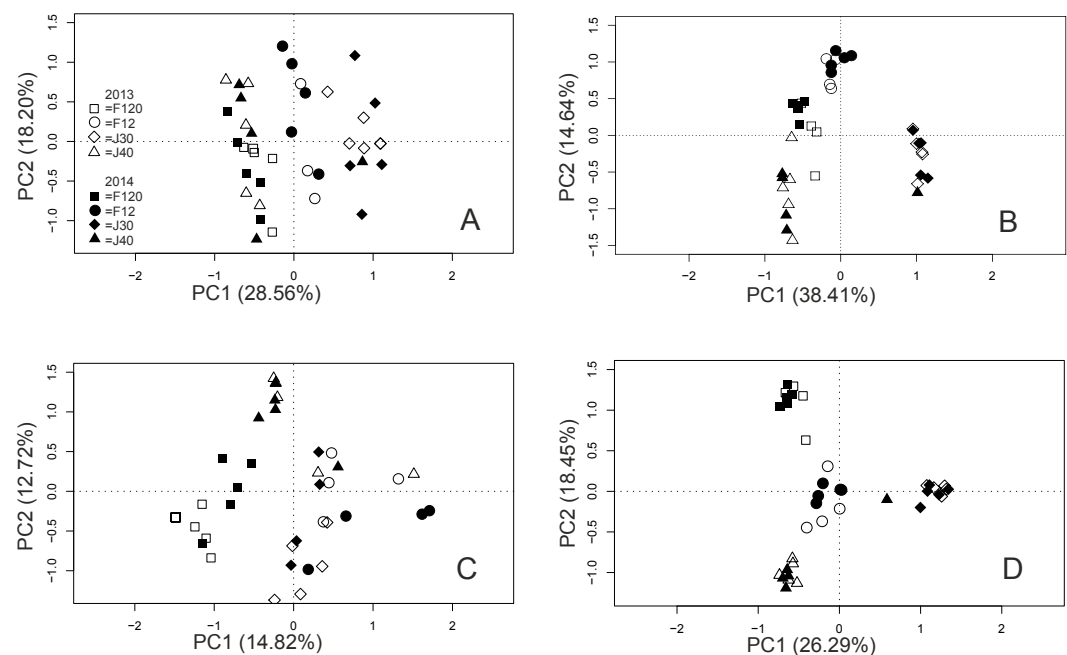 1.5
1.0
0.5
0.0
−0.5
−1.0
PC2 (18.20%)
2013
=F120
=F12
=J30
=J40
2014
=F120
=F12
=J30
=J40
A
−2
−1
0
1
2
PC1 (28.56%)
1.5
1.0
0.5
0.0
−0.5
−1.0
−1.5
PC2 (14.64%)
B
−2
−1
0
1
2
PC1 (38.41%)
1.5
1.0
0.5
0.0
−0.5
−1.0
PC2 (12.72%)
C
−2
−1
0
1
2
PC1 (14.82%)
1.5
1.0
0.5
0.0
−0.5
−1.0
PC2 (18.45%)
D
−2
−1
0
1
2
PC1 (26.29%)